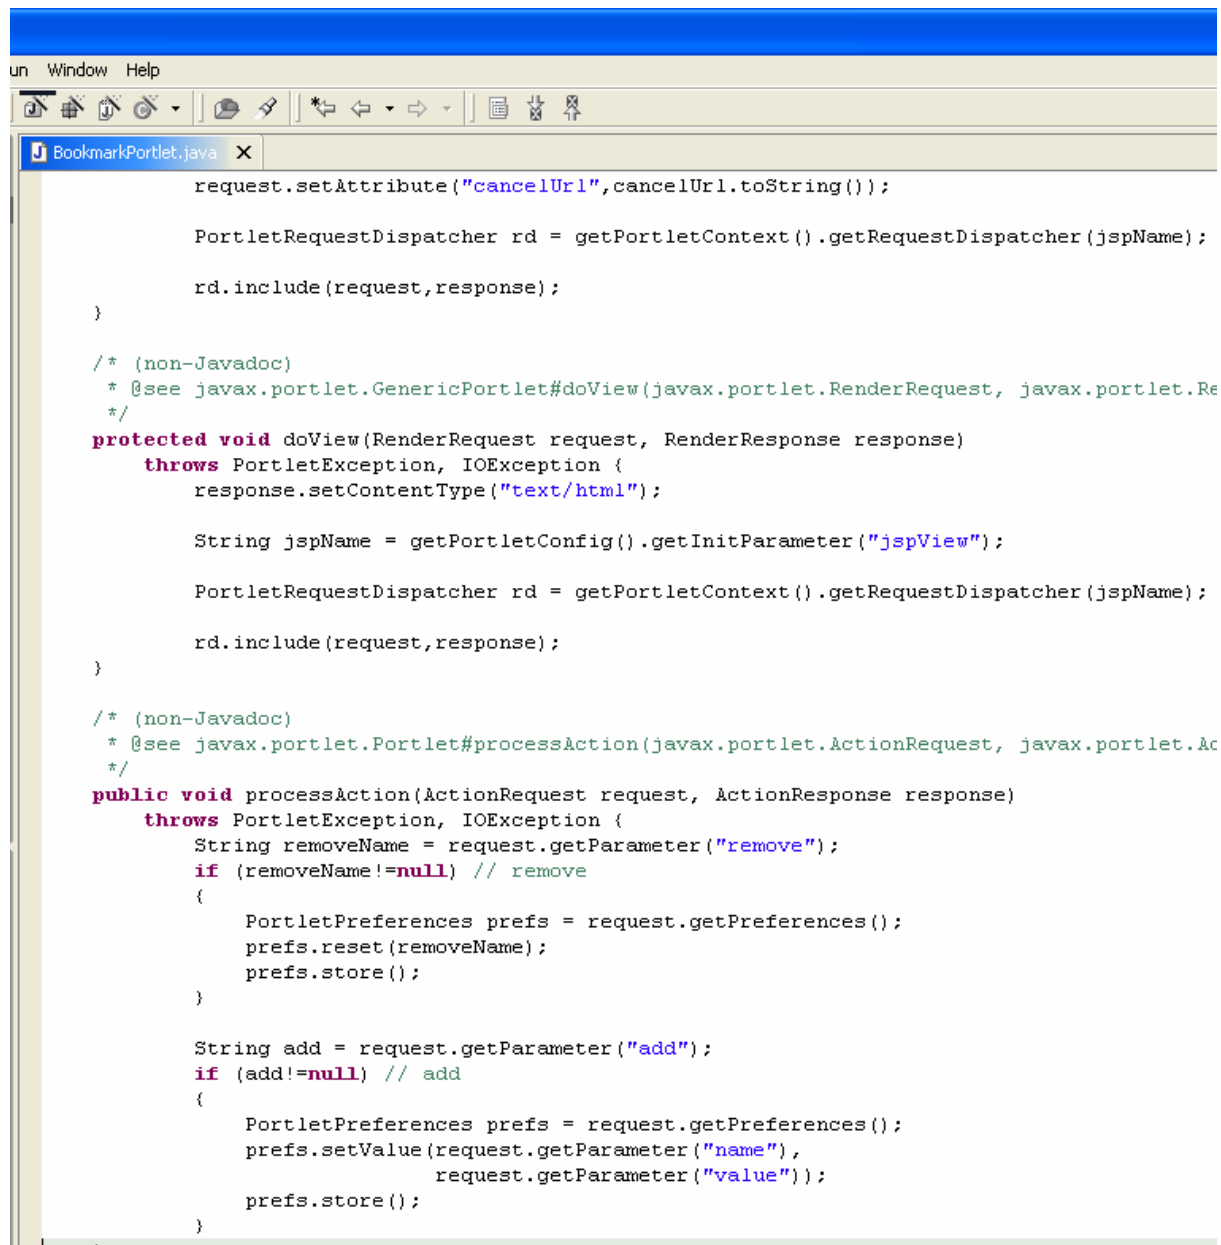 Window Help
BookmarkPortlet.java
request.setAttribute("cancelUrl",cancelUrl.toString());
PortletRequestDispatcher rd = getPortletContext().getRequestDispatcher(jspName);
rd.include(request,response);
}
/* (non-Javadoc)
* @see javax.portlet.GenericPortlet#doView(javax.portlet.RenderRequest, javax.portlet.Re
*/
protected void doView(RenderRequest request, RenderResponse response)
throws PortletException, IOException {
response.setContentType("text/html");
String jspName = getPortletConfig().getInitParameter("jspView");
PortletRequestDispatcher rd = getPortletContext().getRequestDispatcher(jspName);
rd.include(request,response);
}
/* (non-Javadoc)
* @see javax.portlet.Portlet#processAction(javax.portlet.ActionRequest, javax.portlet.Ac
*/
public void processAction(ActionRequest request, ActionResponse response)
throws PortletException, IOException {
String removeName = request.getParameter("remove");
if (removeName!=null) // remove
{
PortletPreferences prefs = request.getPreferences();
prefs.reset(removeName);
prefs.store();
}
String add = request.getParameter("add");
if (add!=null) // add
{
PortletPreferences prefs = request.getPreferences();
prefs.setValue(request.getParameter("name"),
request.getParameter("value"));
prefs.store();
}